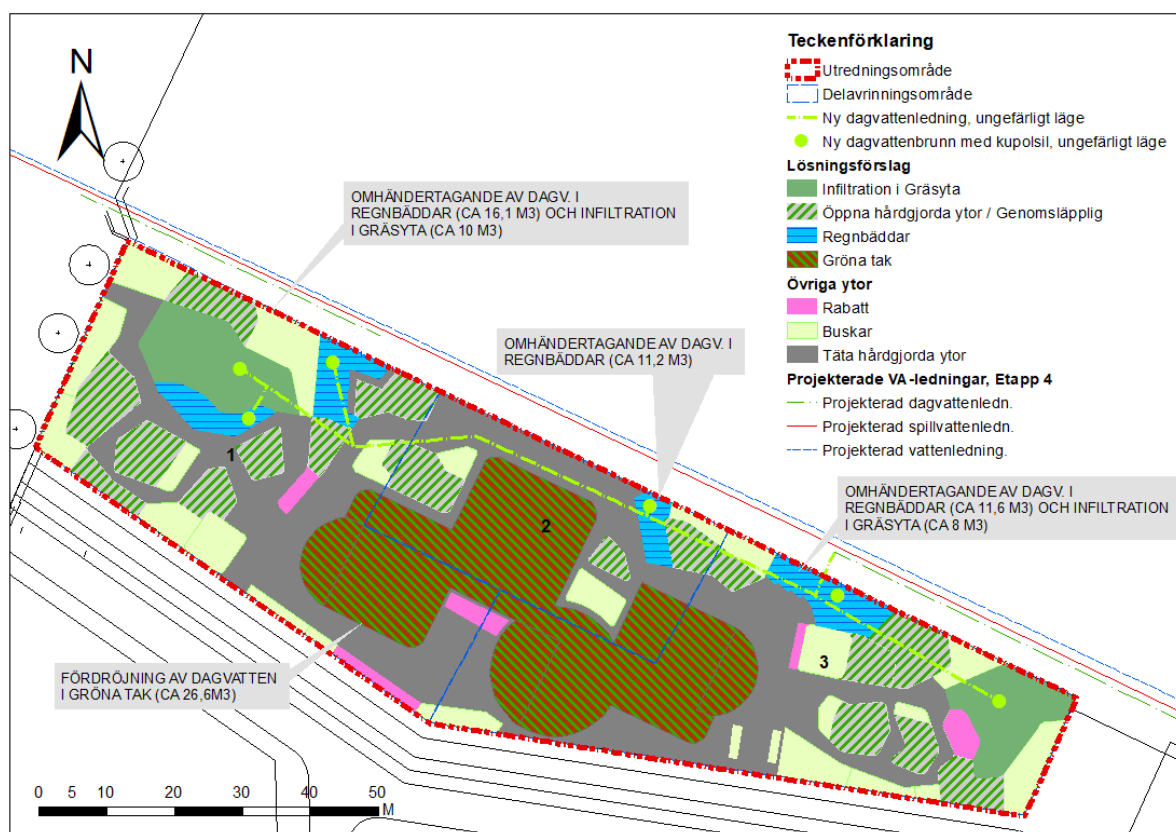 N
Teckenförklaring
Utredningsområde
Delavrinningsområde
Ny dagvattenledning, ungefärligt läge
Ny dagvattenbrunn med kupolsil, ungefärligt läge
Lösningsförslag
Infiltration i Gräsyta
Öppna hårdgjorda ytor / Genomsläpplig
Regnbäddar
Gröna tak
Övriga ytor
Rabatt
Buskar
Täta hårdgjorda ytor
Projekterade VA-ledningar, Etapp 4
Projekterad dagvattenledn.
Projekterad spillvattenledn.
Projekterad vattenledning.
OMHÄNDERTAGANDE AV DAGV. I
REGNBÄDDAR (CA 16,1 M3) OCH INFILTRATION
I GRÄSYTA (CA 10 M3)
OMHÄNDERTAGANDE AV DAGV. I
REGNBÄDDAR (CA 11,2 M3)
OMHÄNDERTAGANDE AV DAGV. I
REGNBÄDDAR (CA 11,6 M3) OCH INFILTRATION
I GRÄSYTA (CA 8 M3)
1
2
3
FÖRDRÖJNING AV DAGVATTEN
I GRÖNA TAK (CA 26,6M3)
0 5 10 20 30 40 50
M